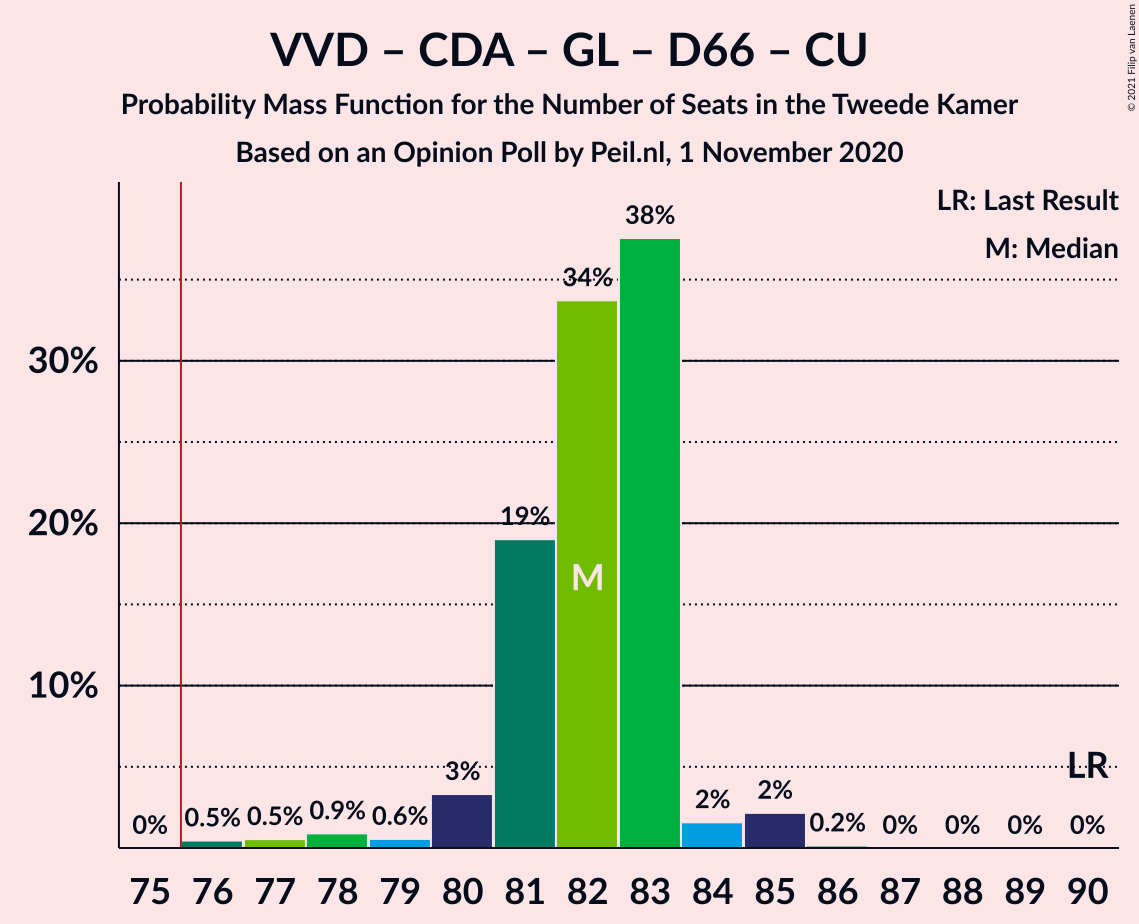 VVD – CDA – GL – D66 – CU
Probability Mass Function for the Number of Seats in the Tweede Kamer
Based on an Opinion Poll by Peil.nl, 1 November 2020
© 2021 Filip van Laenen
LR: Last Result
M: Median
38%
34%
30%
20%
19%
M
10%
LR
3%
2%
2%
0%
0.5%
0.5%
0.9%
0.6%
0.2%
0%
0%
0%
0%
75 76 77 78 79 80 81 82 83 84 85 86 87 88 89 90